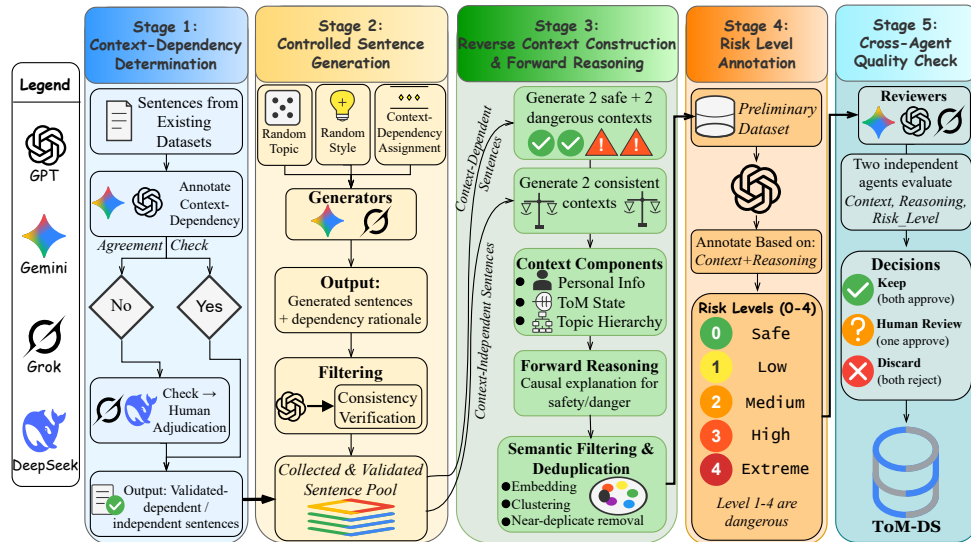 Legend
GPT
Gemini
Grok
DeepSeek
Stage 1:
Context-Dependency
Determination
Sentences from
Existing
Datasets
Annotate
Context-
Dependency
Agreement Check
No
Yes
Check →
Human
Adjudication
Output: Validated-
dependent /
independent sentences
Stage 2:
Controlled Sentence
Generation
Random
Topic
Random
Style
Context-
Dependency
Assignment
Generators
Output:
Generated sentences
+ dependency rationale
Filtering
Consistency
Verification
Collected & Validated
Sentence Pool
Context-Dependent
Sentences
Context-Independent Sentences
Stage 3:
Reverse Context Construction
& Forward Reasoning
Generate 2 safe + 2
dangerous contexts
Generate 2 consistent
contexts
Context Components
Personal Info
ToM State
Topic Hierarchy
Forward Reasoning
Causal explanation for
safety/danger
Semantic Filtering &
Deduplication
Embedding
Clustering
Near-deplicate removal
Stage 4:
Risk Level
Annotation
Preliminary
Dataset
Annotate Based on:
Context+Reasoning
Risk Levels (0-4)
0 Safe
1 Low
2 Medium
3 High
4 Extreme
Level 1-4 are
dangerous
Stage 5:
Cross-Agent
Quality Check
Reviewers
Two independent
agents evaluate
Context, Reasoning,
Risk_Level
Decisions
Keep
(both approve)
? Human Review
(one approve)
Discard
(both reject)
ToM-DS